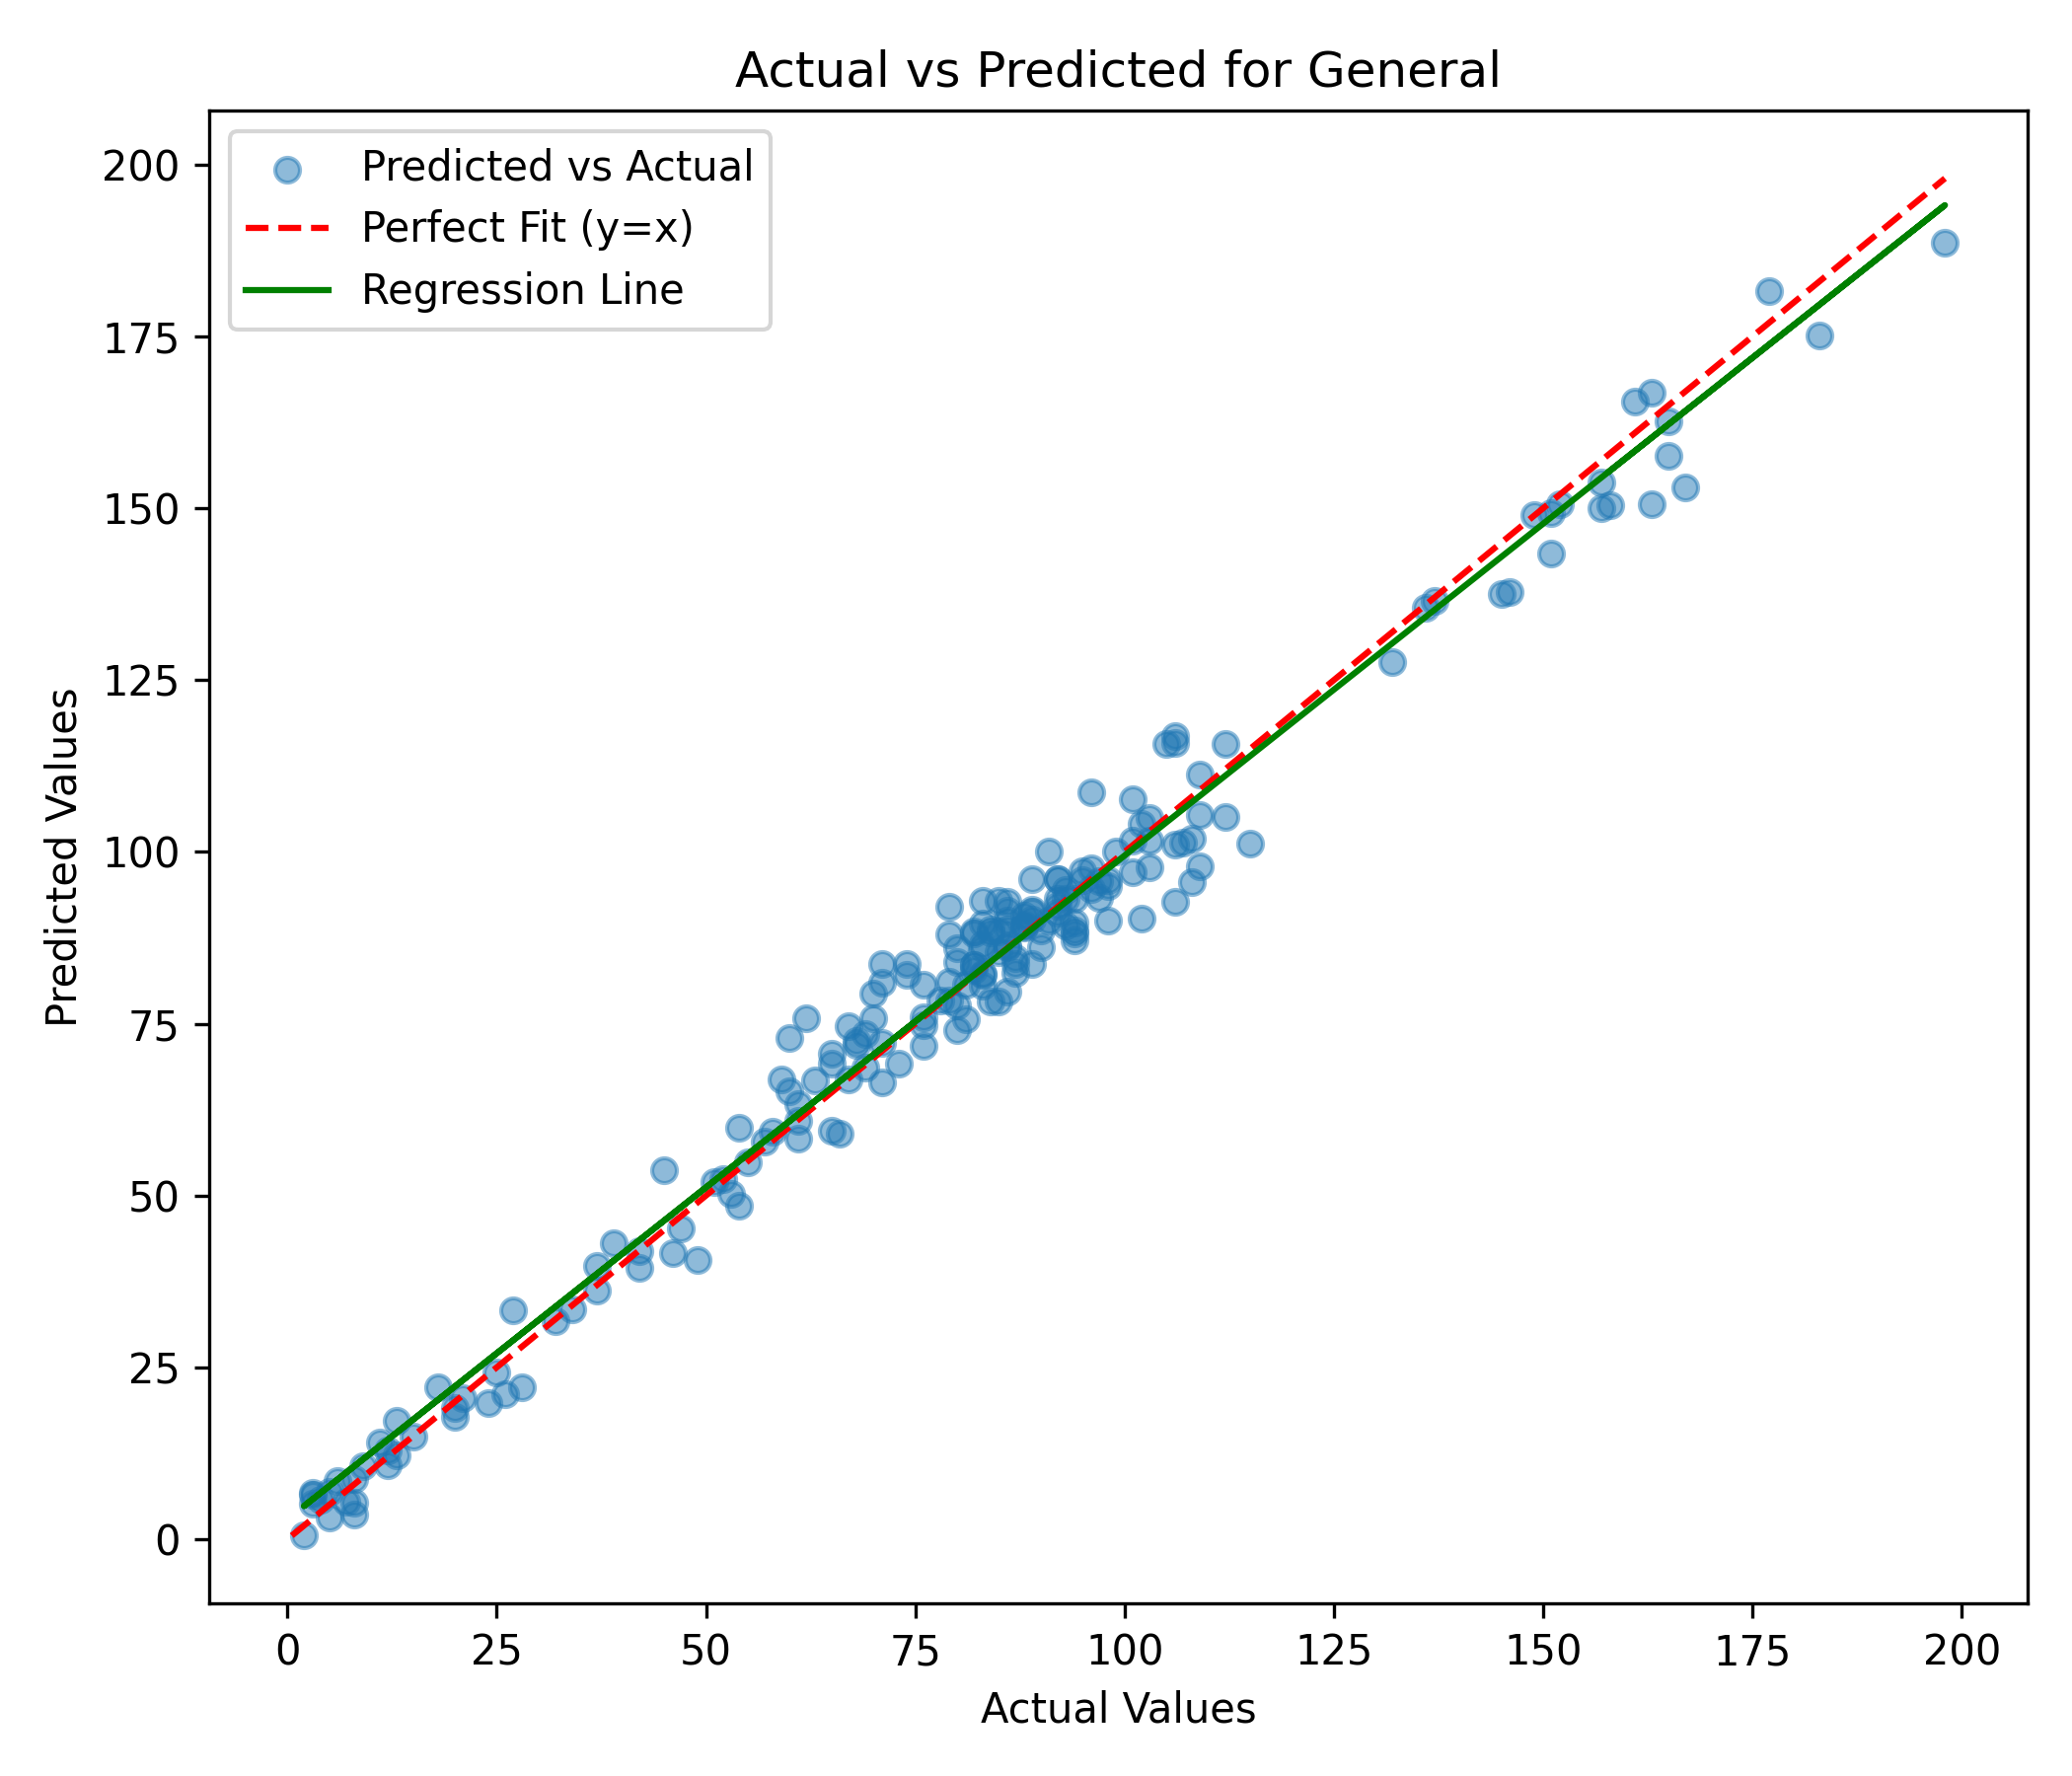 Actual vs Predicted for General
Predicted vs Actual
Perfect Fit (y=x)
Regression Line
200
175
150
125
100
75
50
25
0
Predicted Values
0 25 50 75 100 125 150 175 200
Actual Values